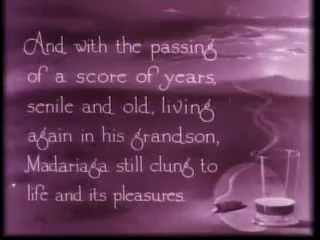 And with the passing
of a score of years,
senile and old, living
again in his grandson,
Madariaga still clung to
life and its pleasures.